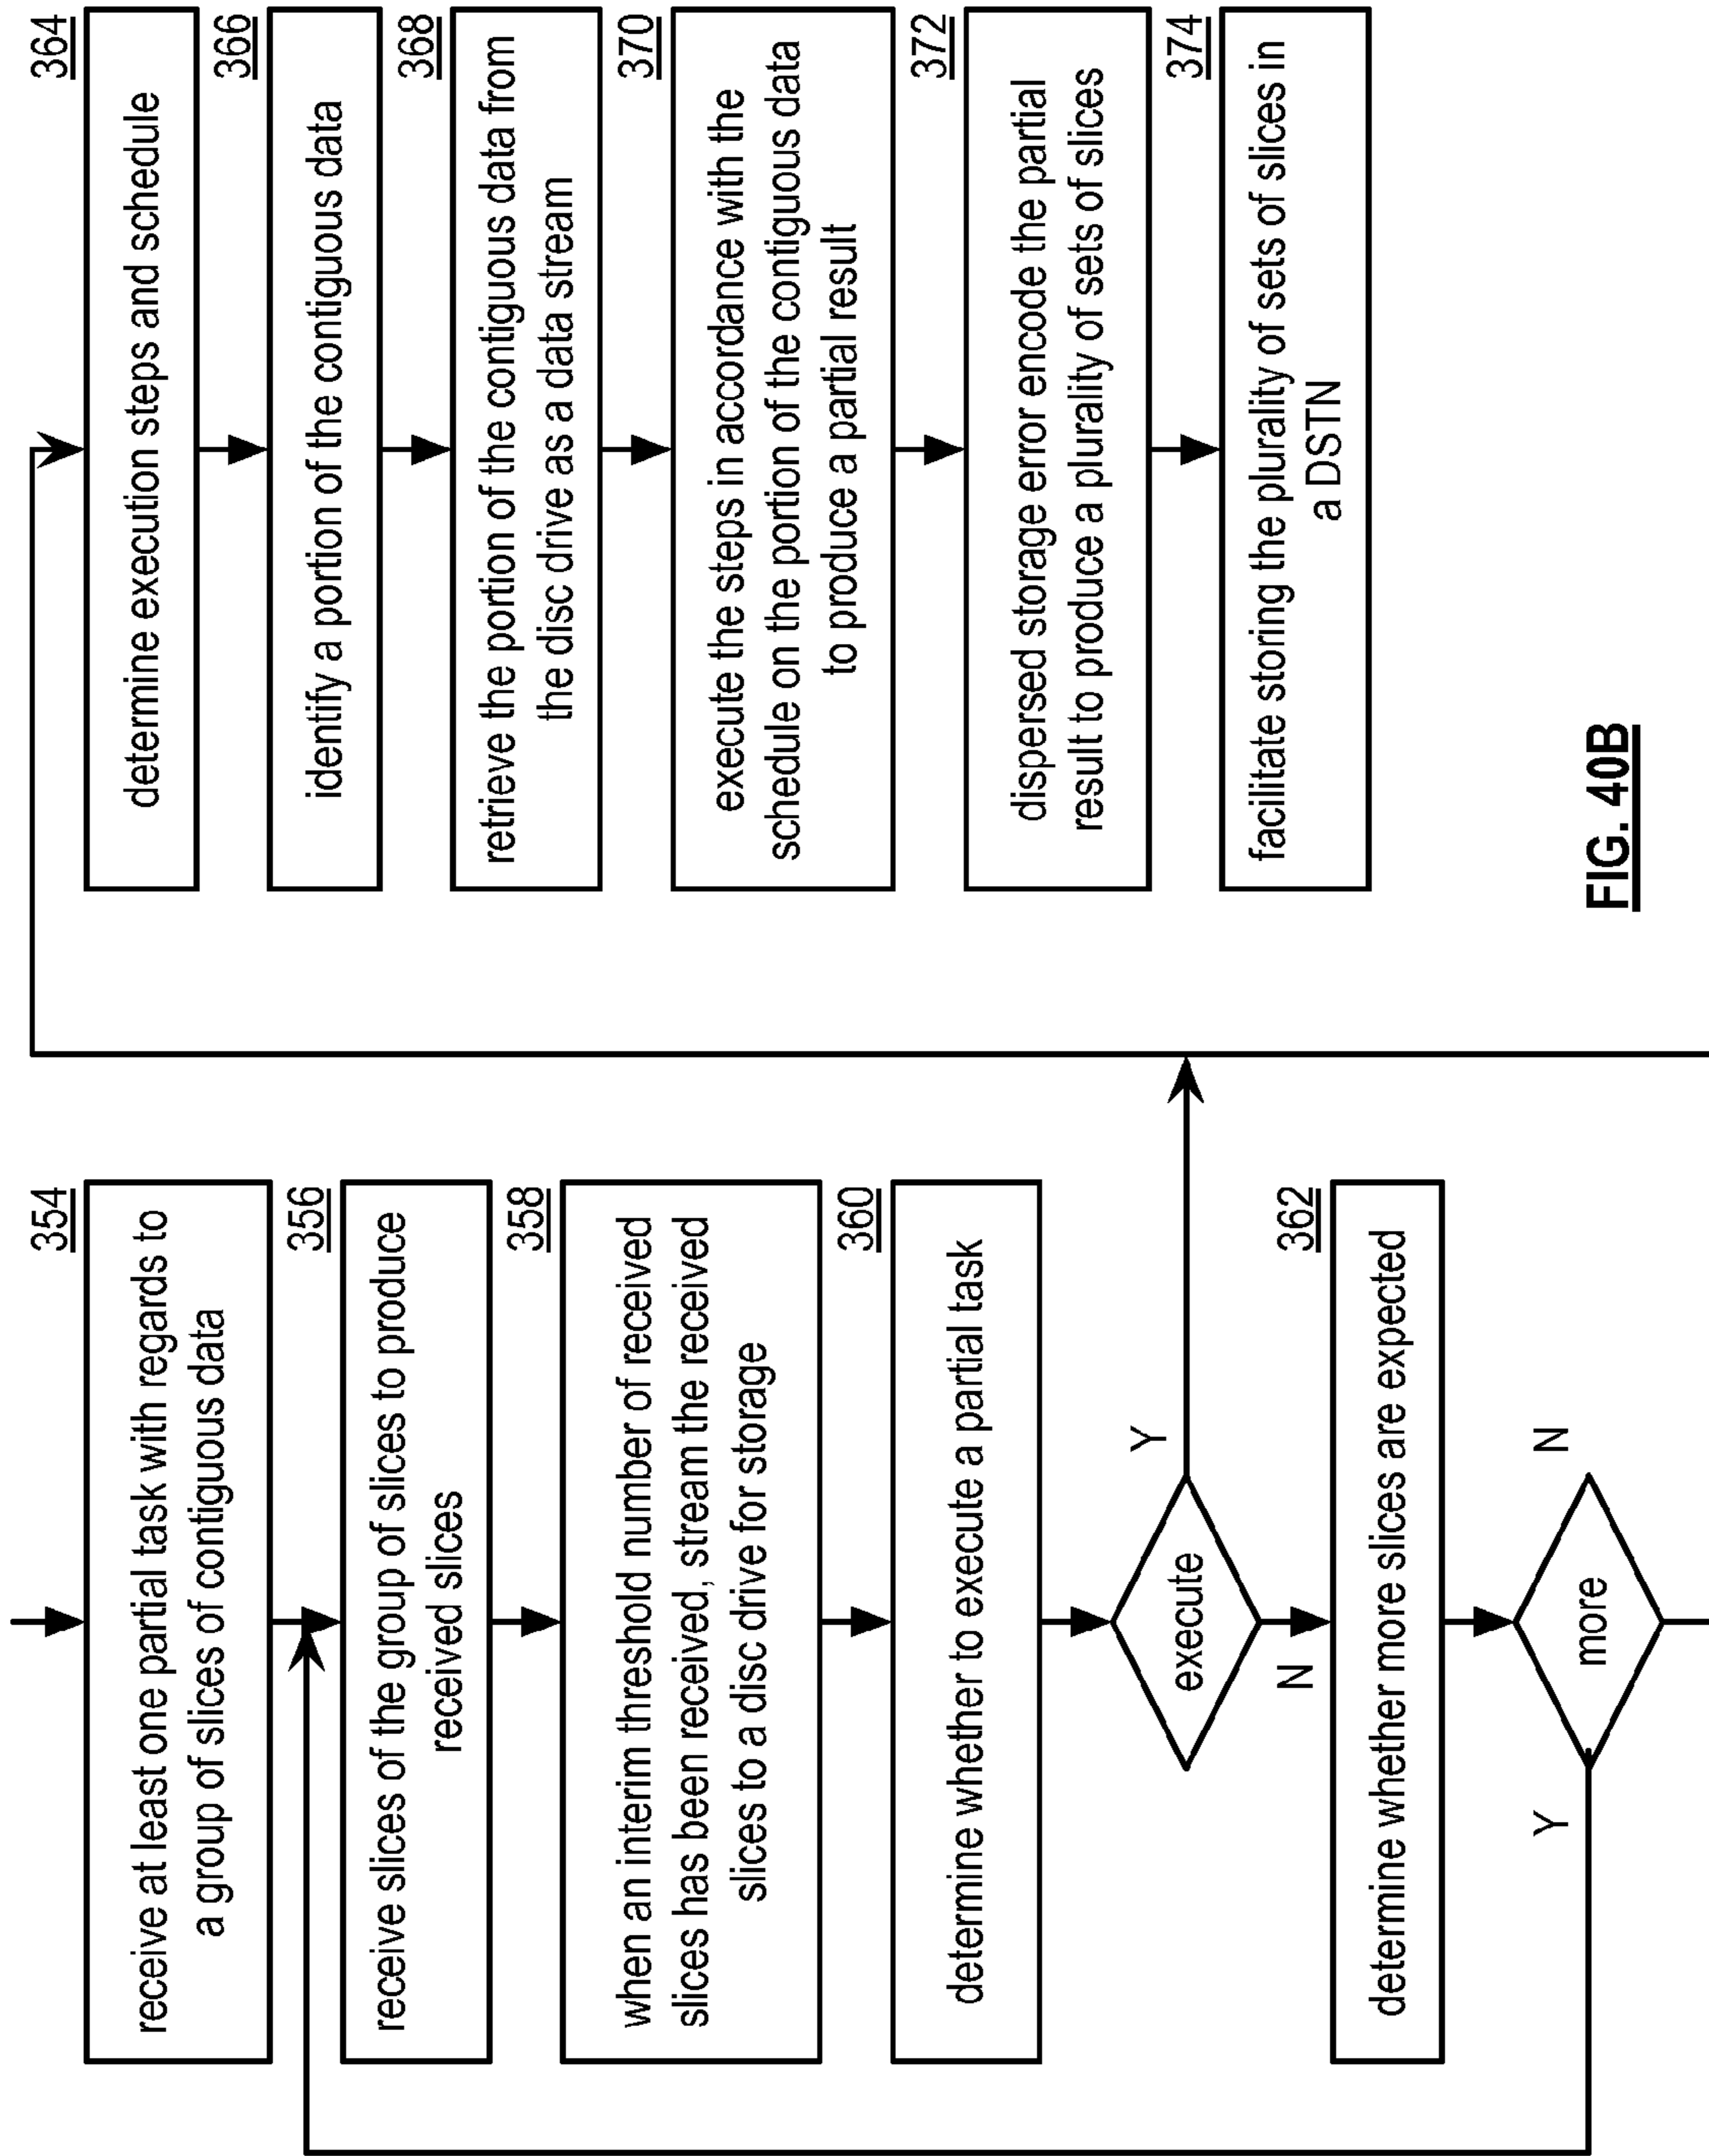 354
receive at least one partial task with regards to
a group of slices of contiguous data
356
receive slices of the group of slices to produce
received slices
358
when an interim threshold number of received
slices has been received, stream the received
slices to a disc drive for storage
360
determine whether to execute a partial task
execute
Y
N
362
determine whether more slices are expected
Y
more
N
364
determine execution steps and schedule
366
identify a portion of the contiguous data
368
retrieve the portion of the contiguous data from
the disc drive as a data stream
370
execute the steps in accordance with the
schedule on the portion of the contiguous data
to produce a partial result
372
dispersed storage error encode the partial
result to produce a plurality of sets of slices
374
facilitate storing the plurality of sets of slices in
a DSTN
FIG. 40B